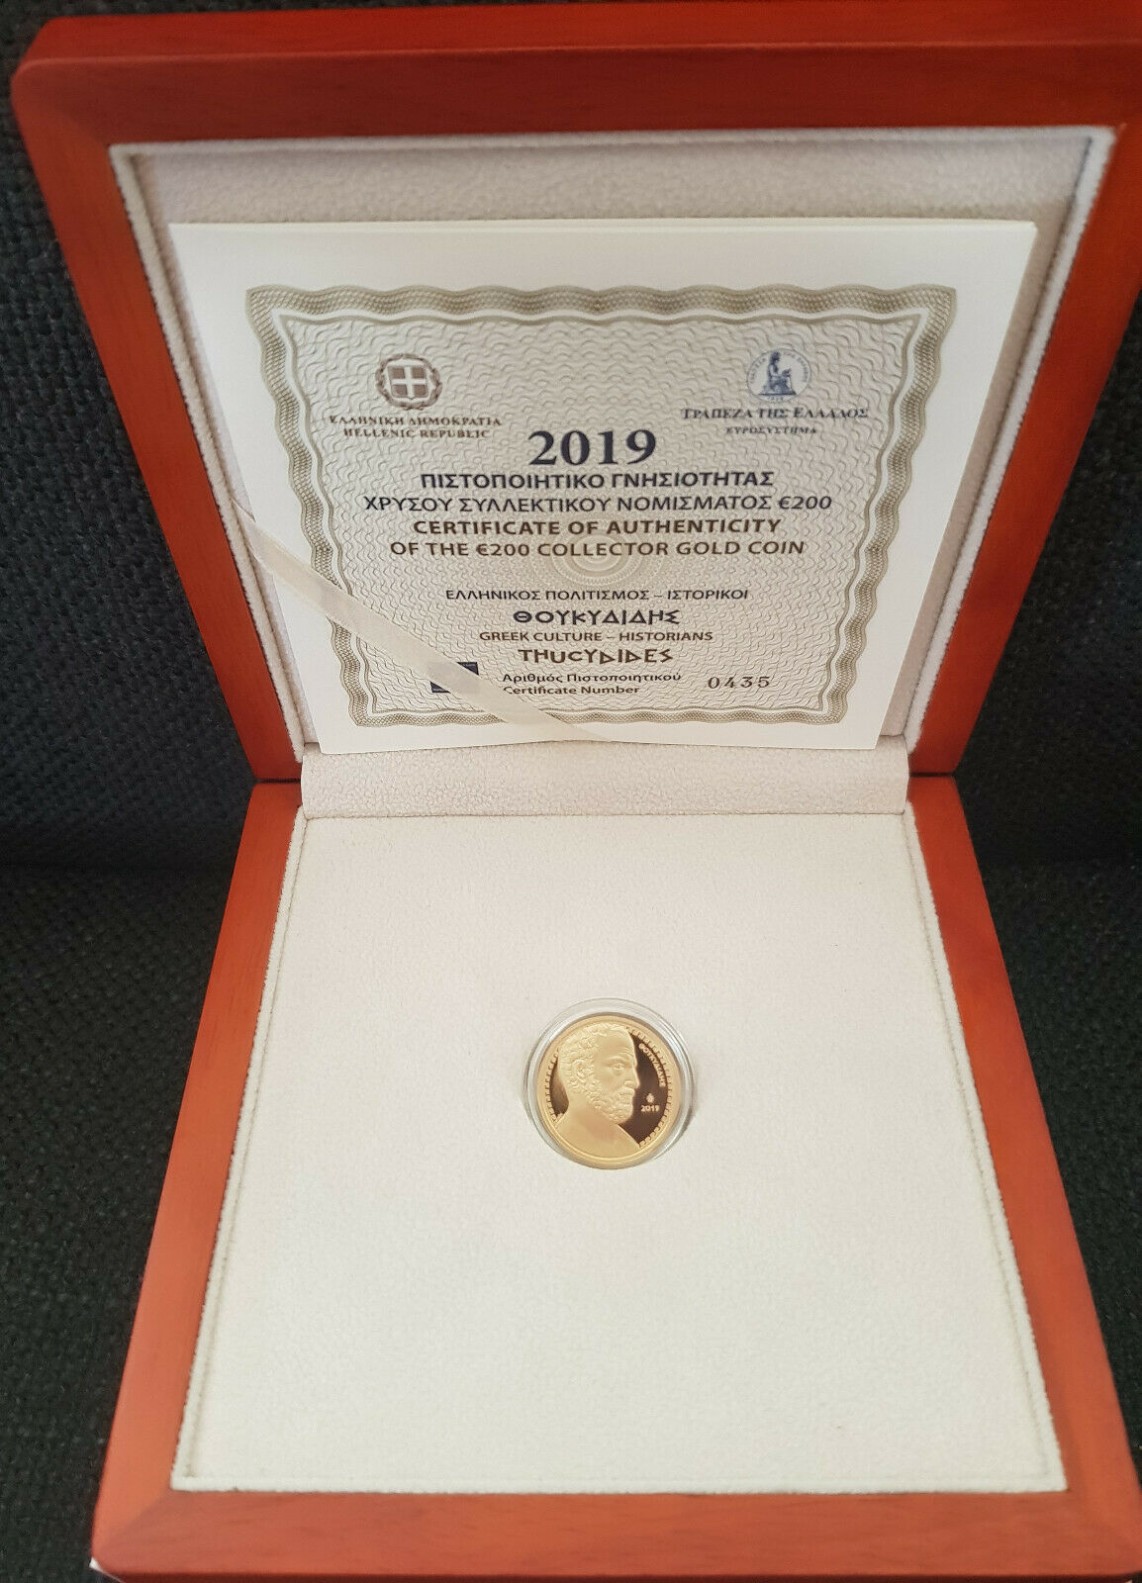 ΕΛΛΗΝΙΚΗ ΔΗΜΟΚΡΑΤΙΑ
HELLENIC REPUBLIC
ΤΡΑΠΕΖΑ ΤΗΣ ΕΛΛΑΔΟΣ
ΕΥΡΩΣΥΣΤΗΜΑ
2019
ΠΙΣΤΟΠΟΙΗΤΙΚΟ ΓΝΗΣΙΟΤΗΤΑΣ
ΧΡΥΣΟΥ ΣΥΛΛΕΚΤΙΚΟΥ ΝΟΜΙΣΜΑΤΟΣ €200
CERTIFICATE OF AUTHENTICITY
OF THE €200 COLLECTOR GOLD COIN
ΕΛΛΗΝΙΚΟΣ ΠΟΛΙΤΙΣΜΟΣ – ΙΣΤΟΡΙΚΟΙ
ΘΟΥΚΥΔΙΔΗΣ
GREEK CULTURE – HISTORIANS
THUCYDIDES
Αριθμός Πιστοποιητικού
Certificate Number
0435
ΘΟΥΚΥΔΙΔΗΣ
2019